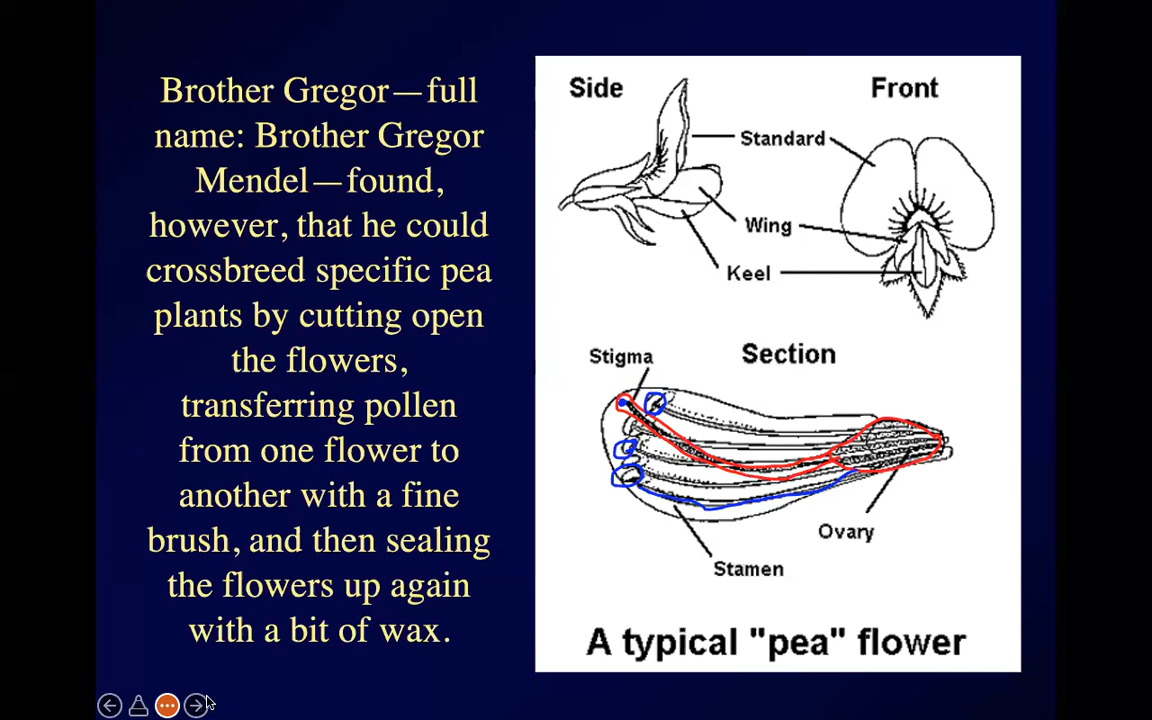 Brother Gregor—full
name: Brother Gregor
Mendel—found,
however, that he could
crossbreed specific pea
plants by cutting open
the flowers,
transferring pollen
from one flower to
another with a fine
brush, and then sealing
the flowers up again
with a bit of wax.
Side
Front
Standard
Wing
Keel
Stigma
Section
Ovary
Stamen
A typical "pea" flower